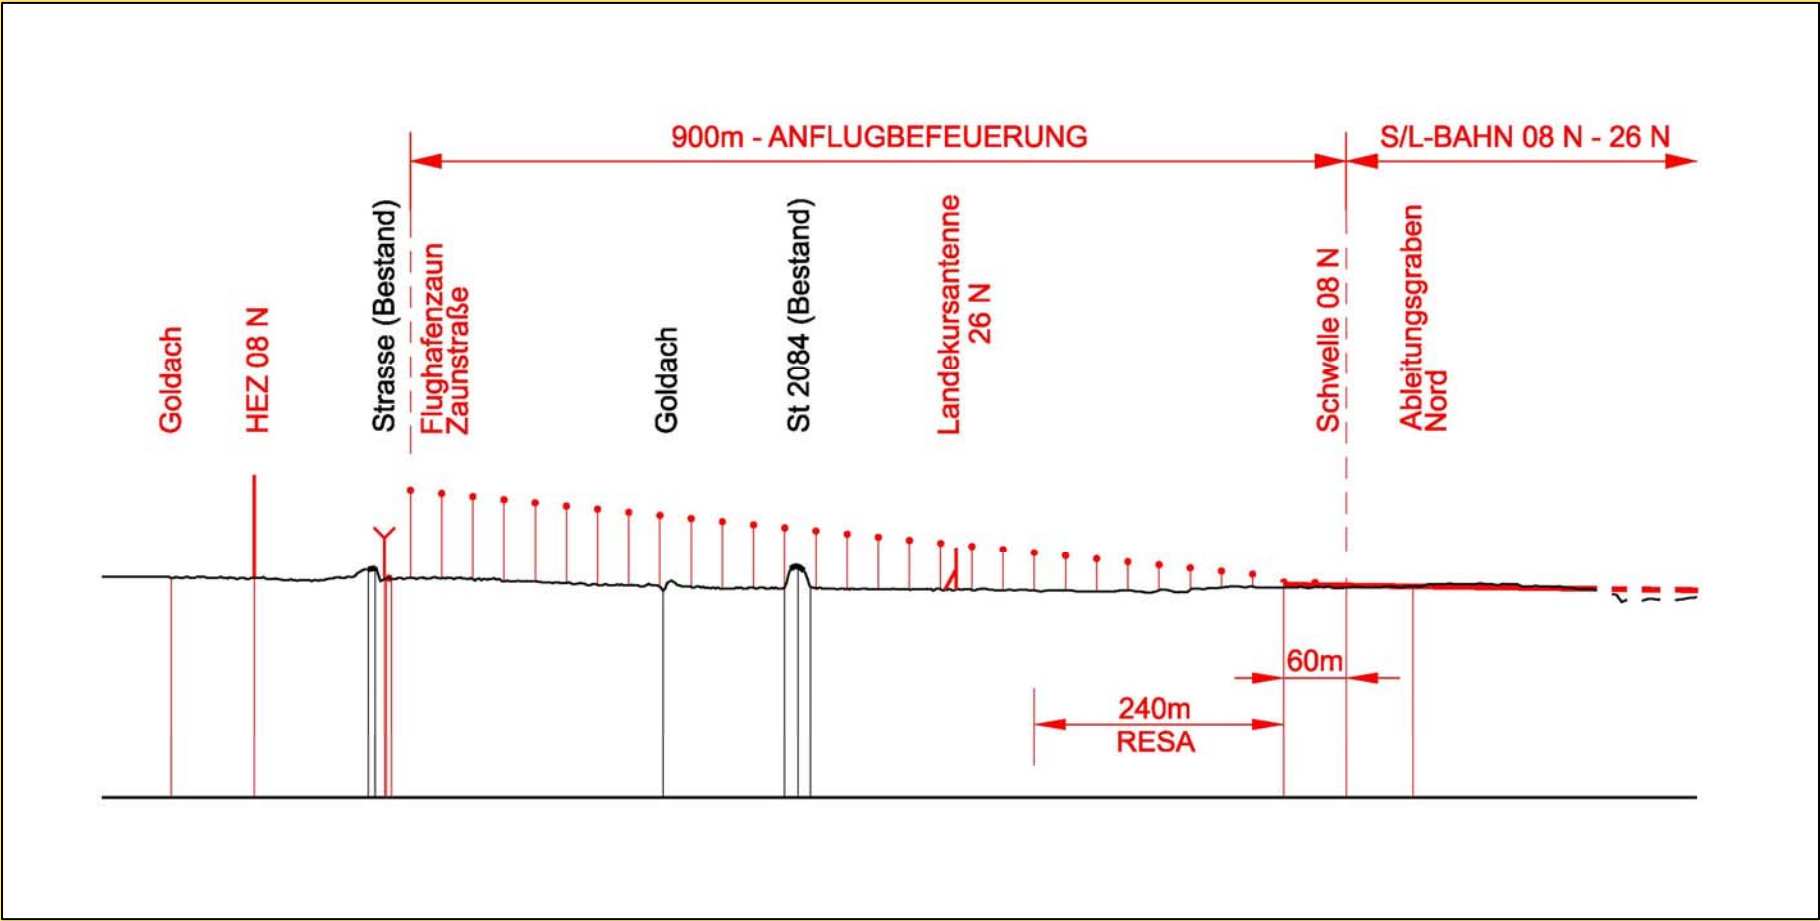 900m - ANFLUGBEFEUERUNG
S/L-BAHN 08 N - 26 N
Goldach
HEZ 08 N
Strasse (Bestand)
Flughafenzaun
Zaunstraße
Goldach
St 2084 (Bestand)
Landekursantenne
26 N
Schwelle 08 N
Ableitungsgraben
Nord
60m
240m
RESA